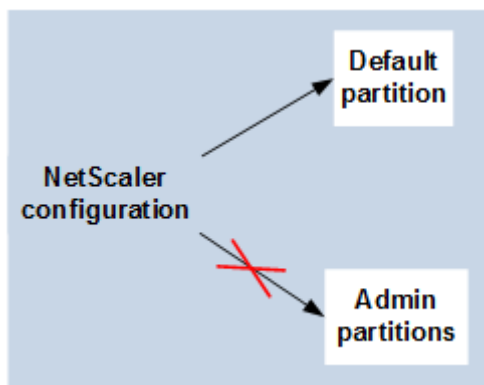 Default
partition
NetScaler
configuration
Admin
partitions